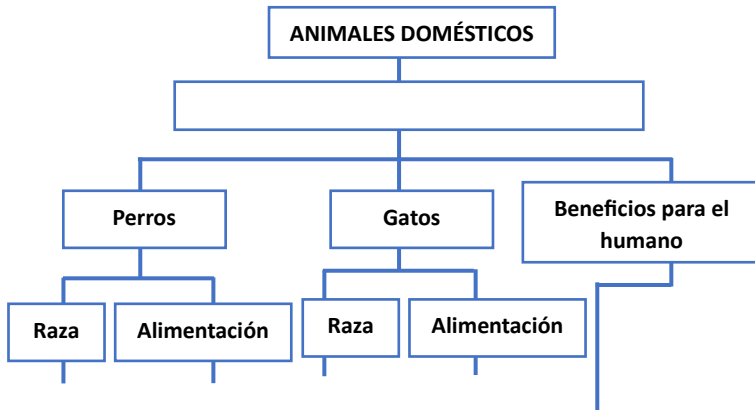 ANIMALES DOMÉSTICOS
Perros
Gatos
Beneficios para el
humano
Raza
Alimentación
Raza
Alimentación